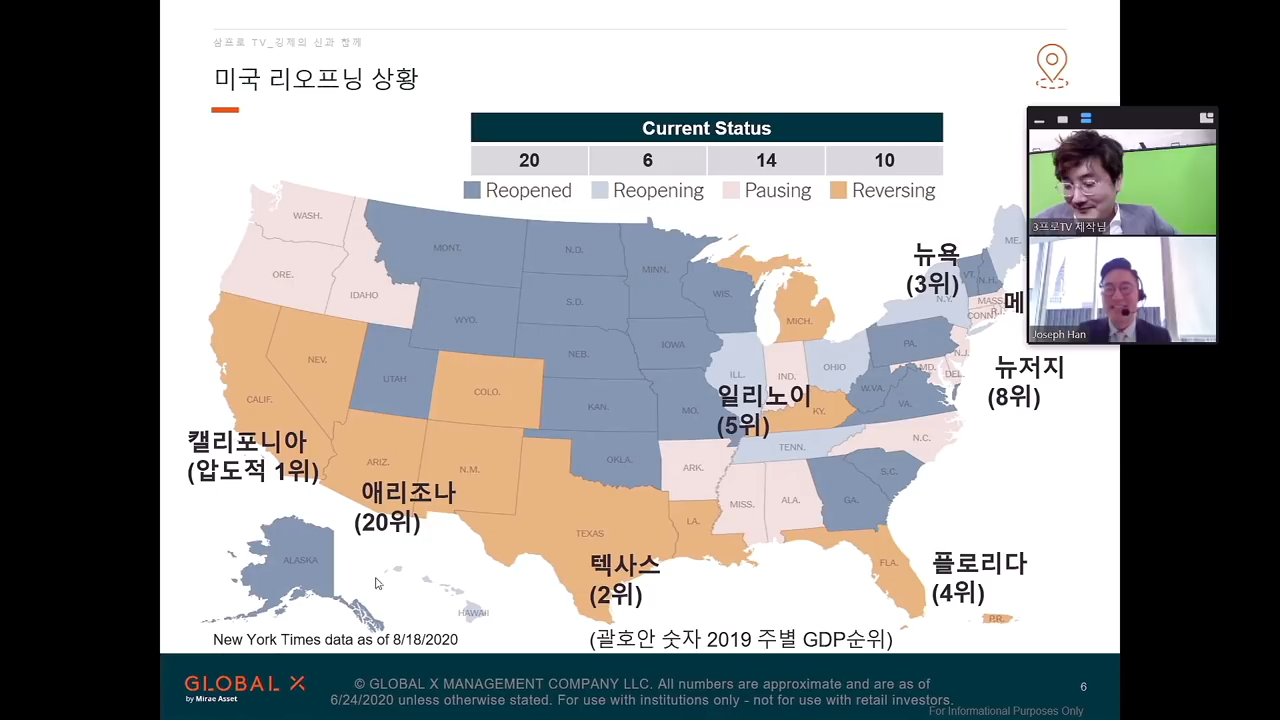 삼프로 TV_경제의 신과 함께
미국 리오프닝 상황
Current Status
20 6 14 10
Reopened Reopening Pausing Reversing
WASH.
MONT.
N.D.
MINN.
ORE.
IDAHO
S.D.
WIS.
WYO.
MICH.
ME.
VT. N.H.
뉴욕
(3위)
N.Y.
MASS.
CONN. R.I.
메
3프로TV 제작님
Joseph Han
NEV.
UTAH
COLO.
NEB.
IOWA
ILL.
IND.
OHIO
PA.
N.J.
MD.
DEL.
뉴저지
(8위)
CALIF.
KAN.
MO.
일리노이
(5위)
KY.
W.VA.
VA.
캘리포니아
(압도적 1위)
ARIZ.
N.M.
OKLA.
ARK.
TENN.
N.C.
S.C.
애리조나
(20위)
MISS.
ALA.
GA.
TEXAS
LA.
FLA.
텍사스
(2위)
플로리다
(4위)
ALASKA
HAWAII
P.R.
New York Times data as of 8/18/2020
(괄호안 숫자 2019 주별 GDP순위)
GLOBAL X
by Mirae Asset
© GLOBAL X MANAGEMENT COMPANY LLC. All numbers are approximate and are as of
6/24/2020 unless otherwise stated. For use with institutions only - not for use with retail investors.
6
For Informational Purposes Only